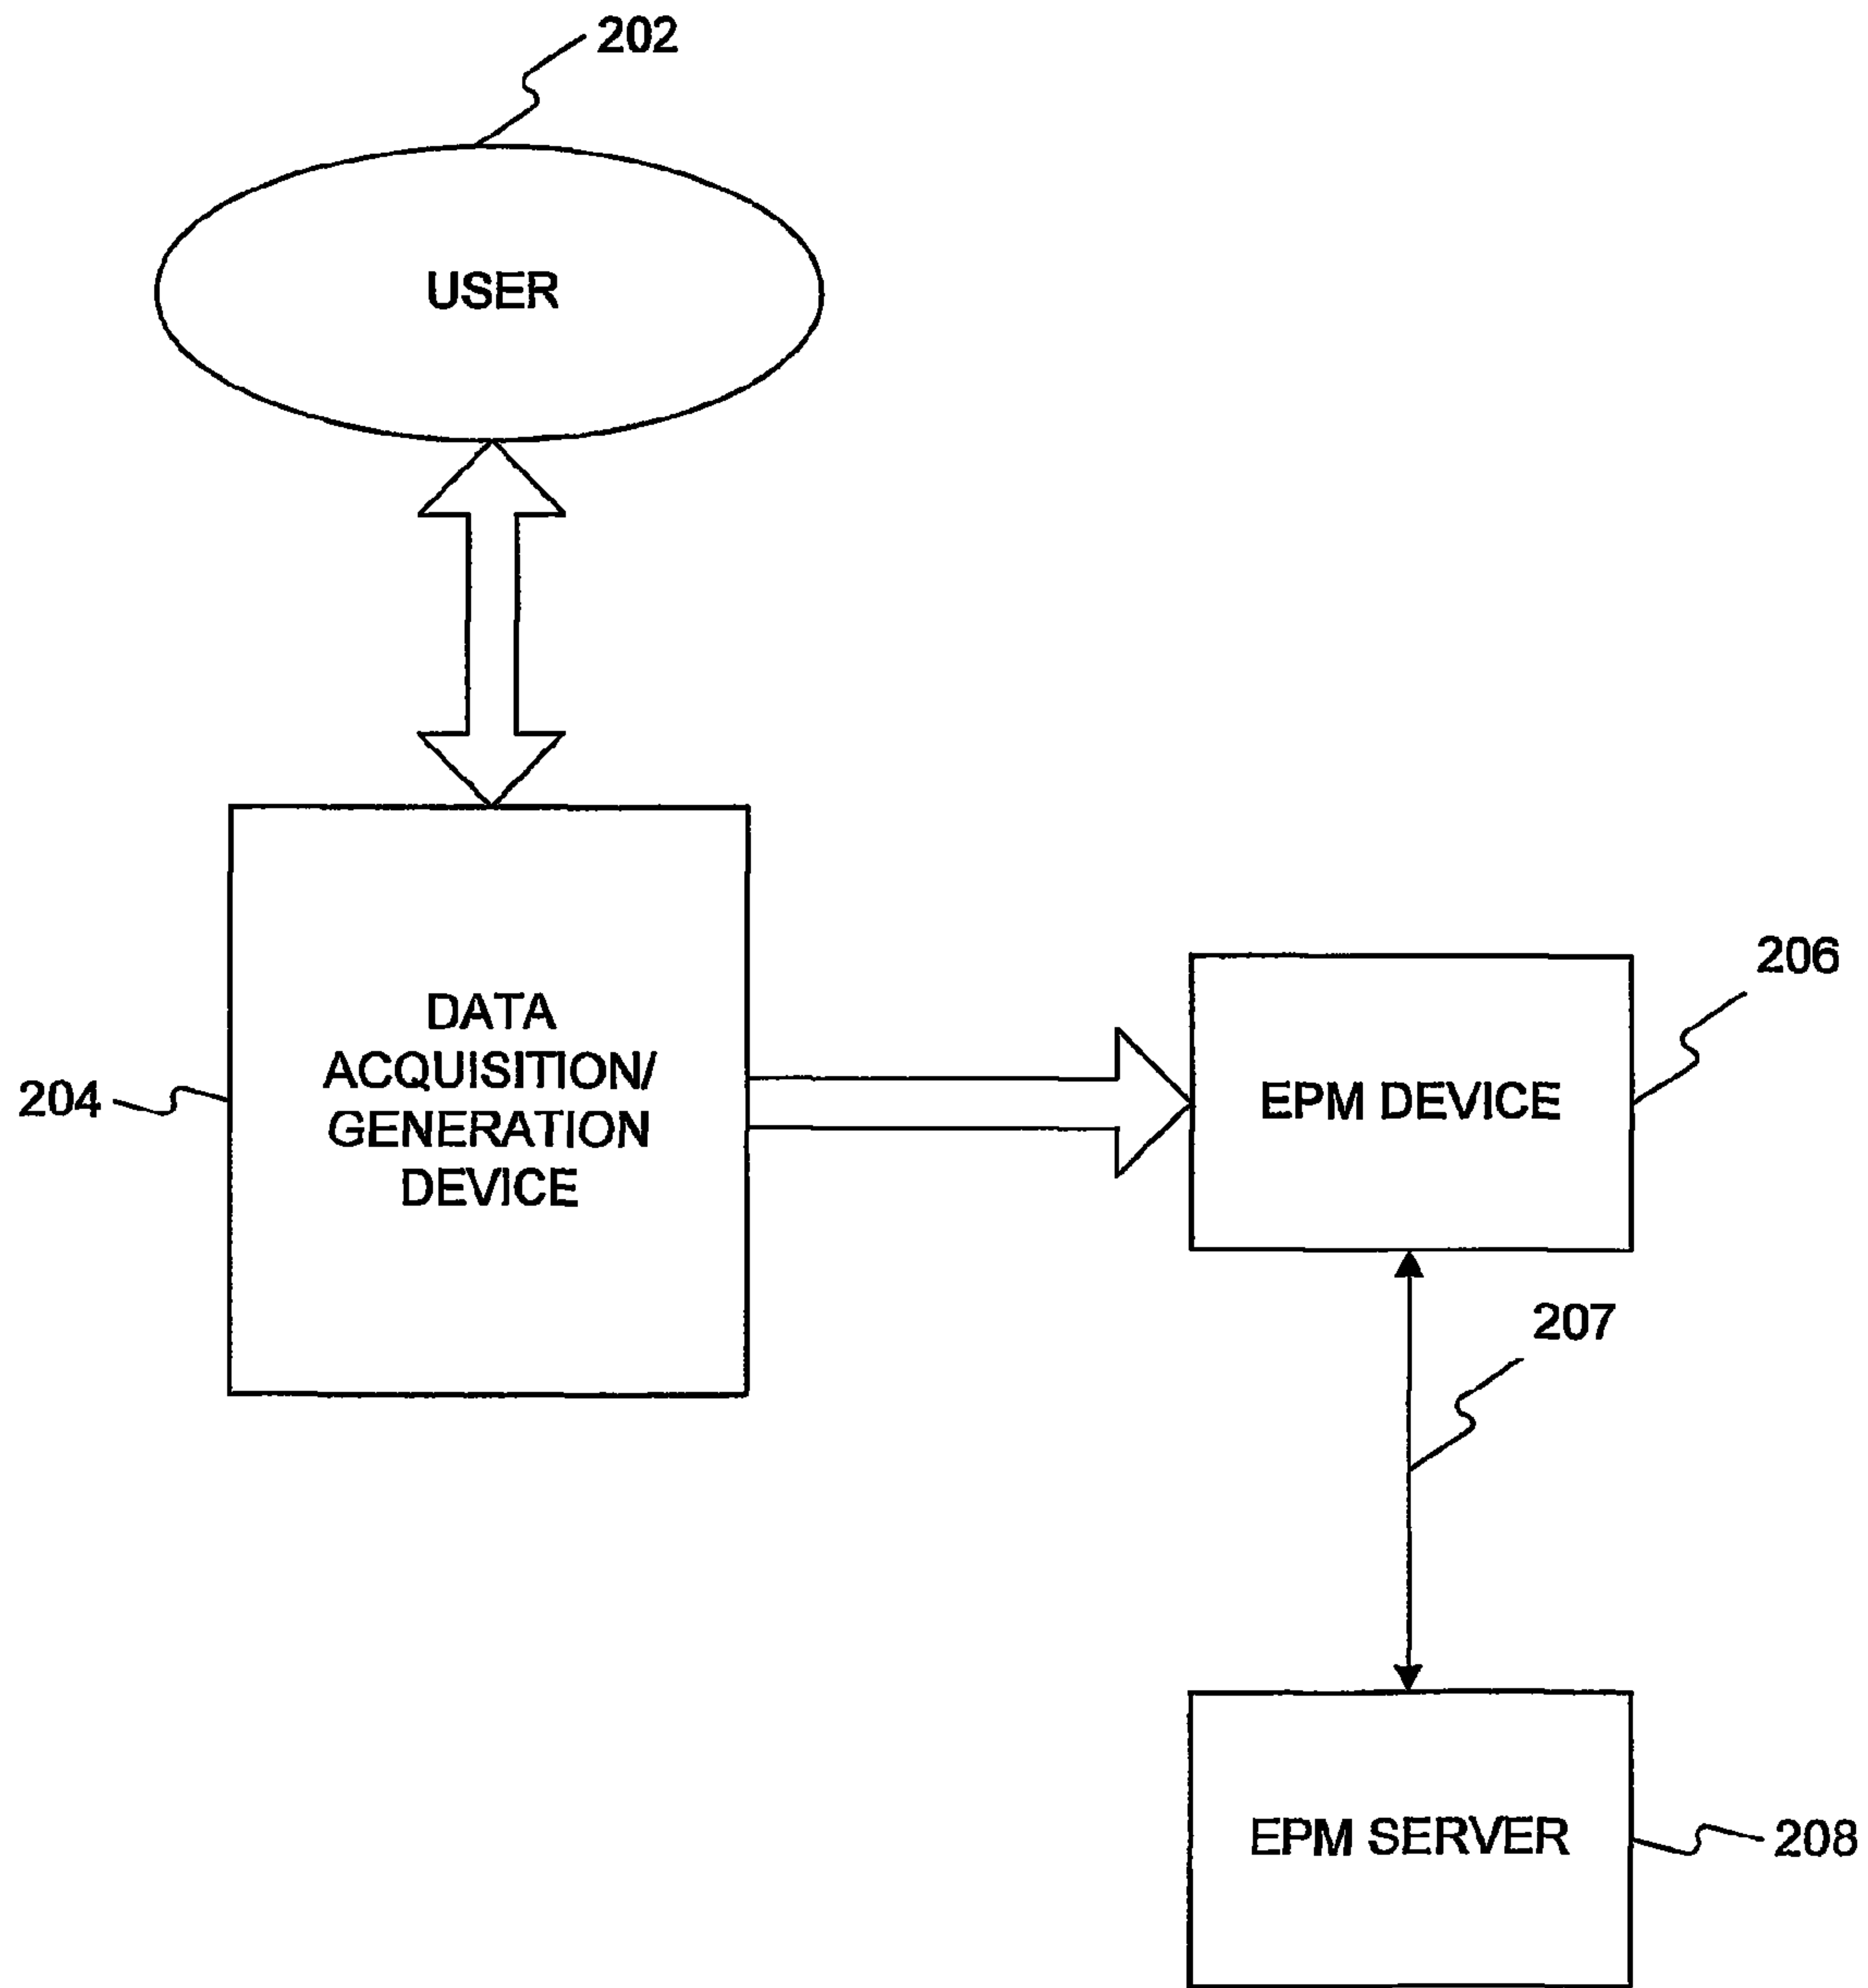 202
USER
DATA
ACQUISITION/
GENERATION
DEVICE
204
EPM DEVICE
206
207
EPM SERVER
208